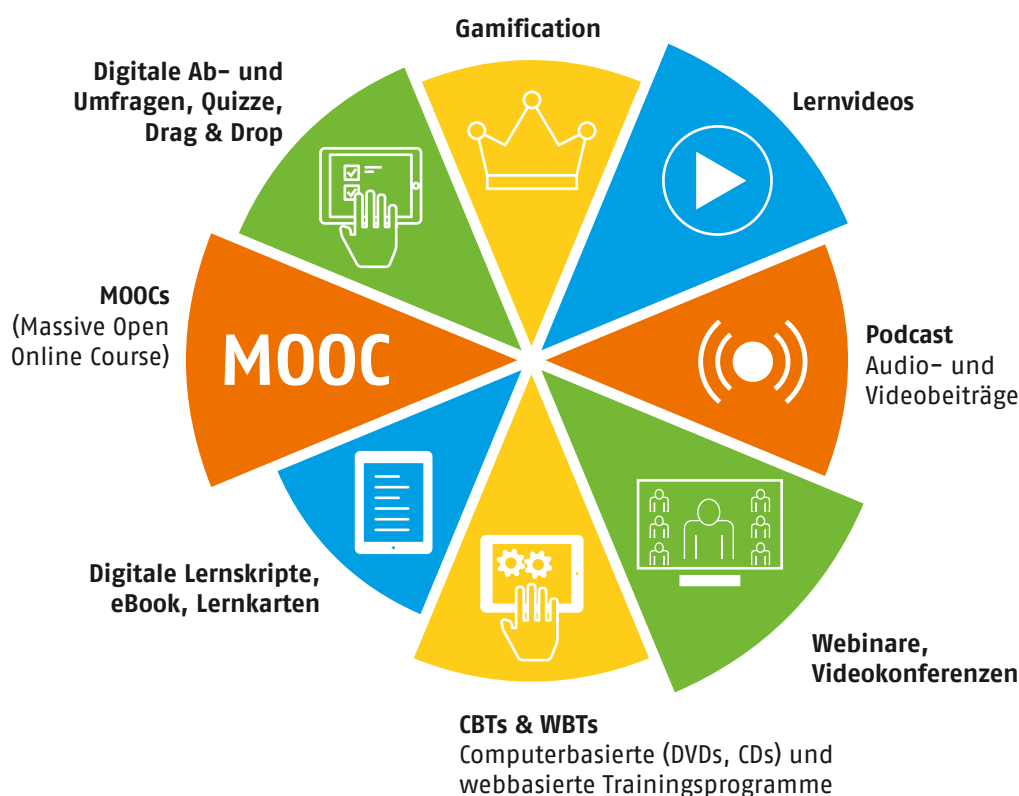 Gamification
Digitale Ab- und
Umfragen, Quizze,
Drag & Drop
Lernvideos
MOOCs
(Massive Open
Online Course)
MOOC
Podcast
Audio- und
Videobeiträge
Digitale Lernskripte,
eBook, Lernkarten
Webinare,
Videokonferenzen
CBTs & WBTs
Computerbasierte (DVDs, CDs) und
webbasierte Trainingsprogramme